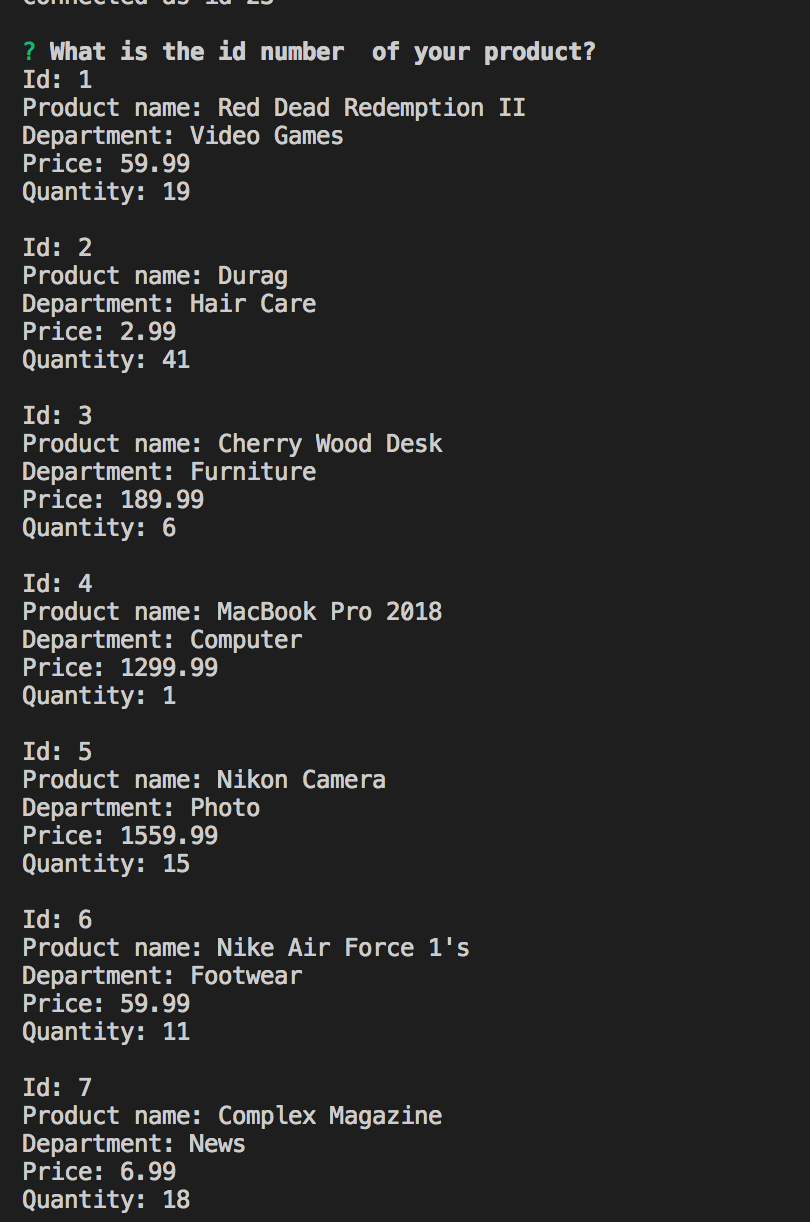 connected as id 23
? What is the id number  of your product?
Id: 1
Product name: Red Dead Redemption II
Department: Video Games
Price: 59.99
Quantity: 19
Id: 2
Product name: Durag
Department: Hair Care
Price: 2.99
Quantity: 41
Id: 3
Product name: Cherry Wood Desk
Department: Furniture
Price: 189.99
Quantity: 6
Id: 4
Product name: MacBook Pro 2018
Department: Computer
Price: 1299.99
Quantity: 1
Id: 5
Product name: Nikon Camera
Department: Photo
Price: 1559.99
Quantity: 15
Id: 6
Product name: Nike Air Force 1's
Department: Footwear
Price: 59.99
Quantity: 11
Id: 7
Product name: Complex Magazine
Department: News
Price: 6.99
Quantity: 18